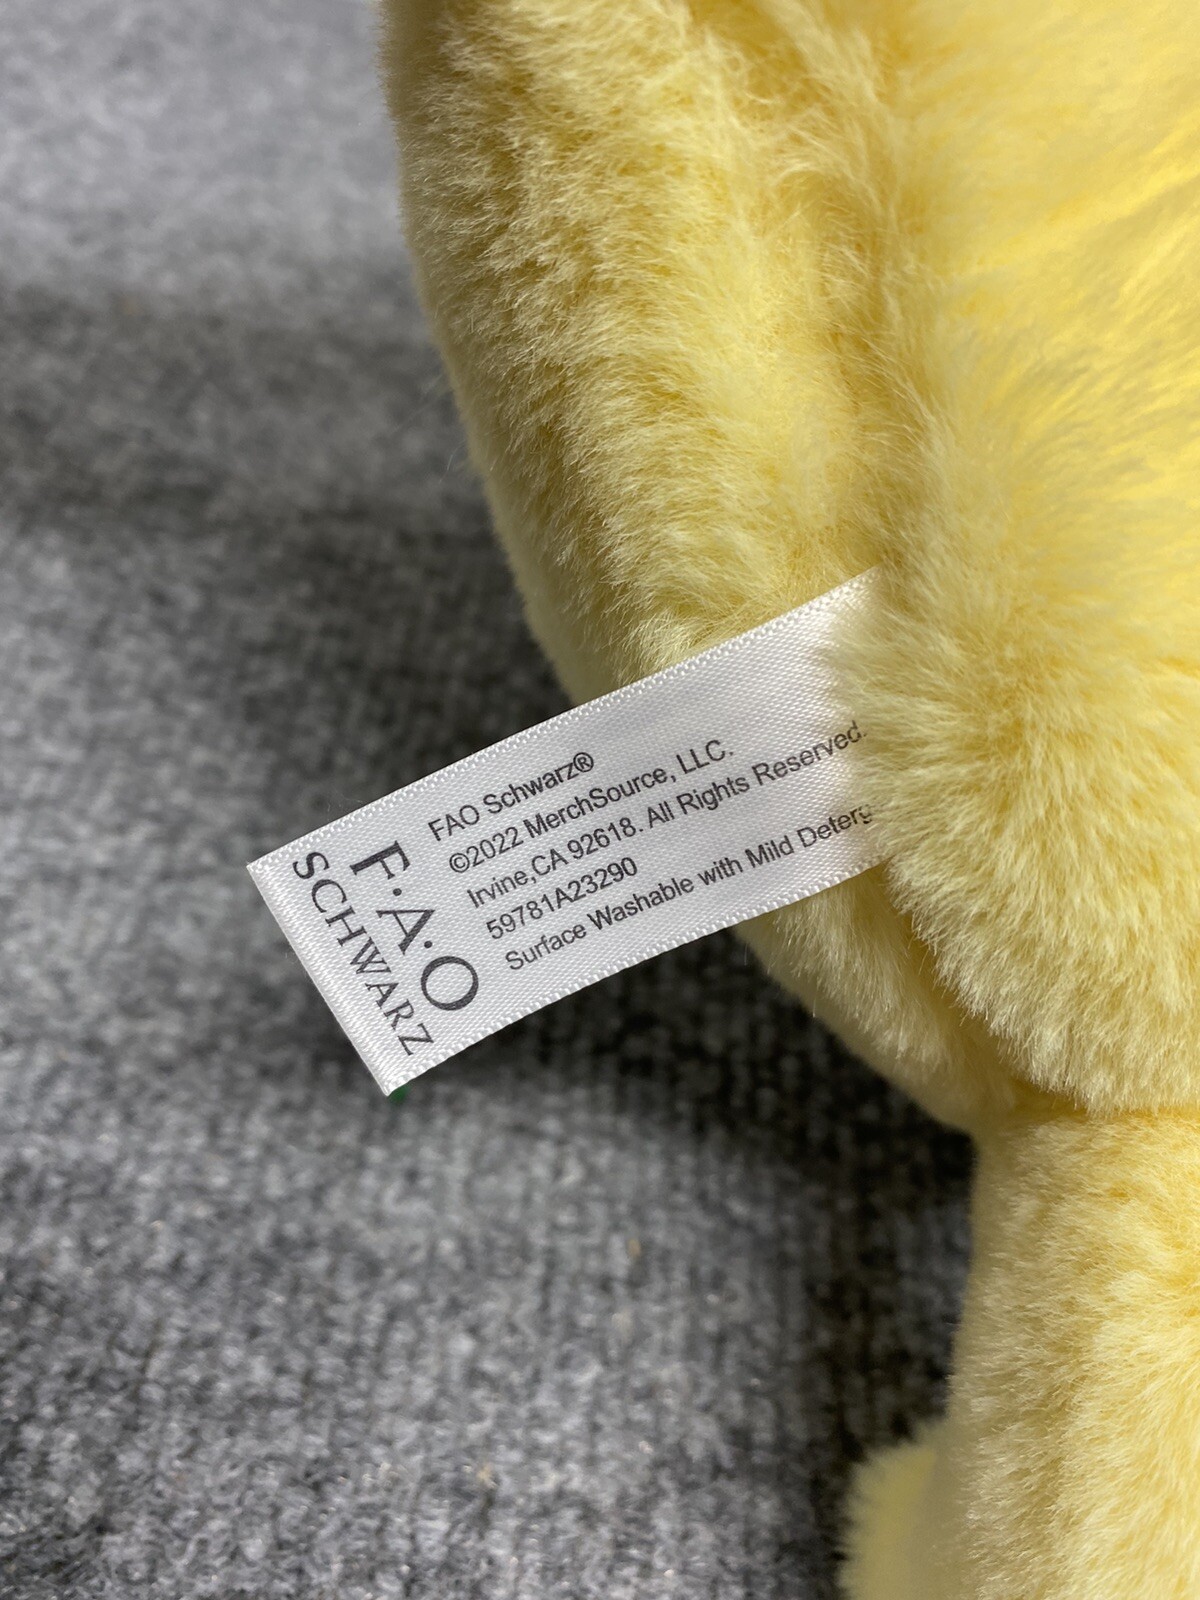 F·A·O
SCHWARZ
FAO Schwarz®
©2022 MerchSource, LLC.
Irvine,CA 92618. All Rights Reserved.
59781A23290
Surface Washable with Mild